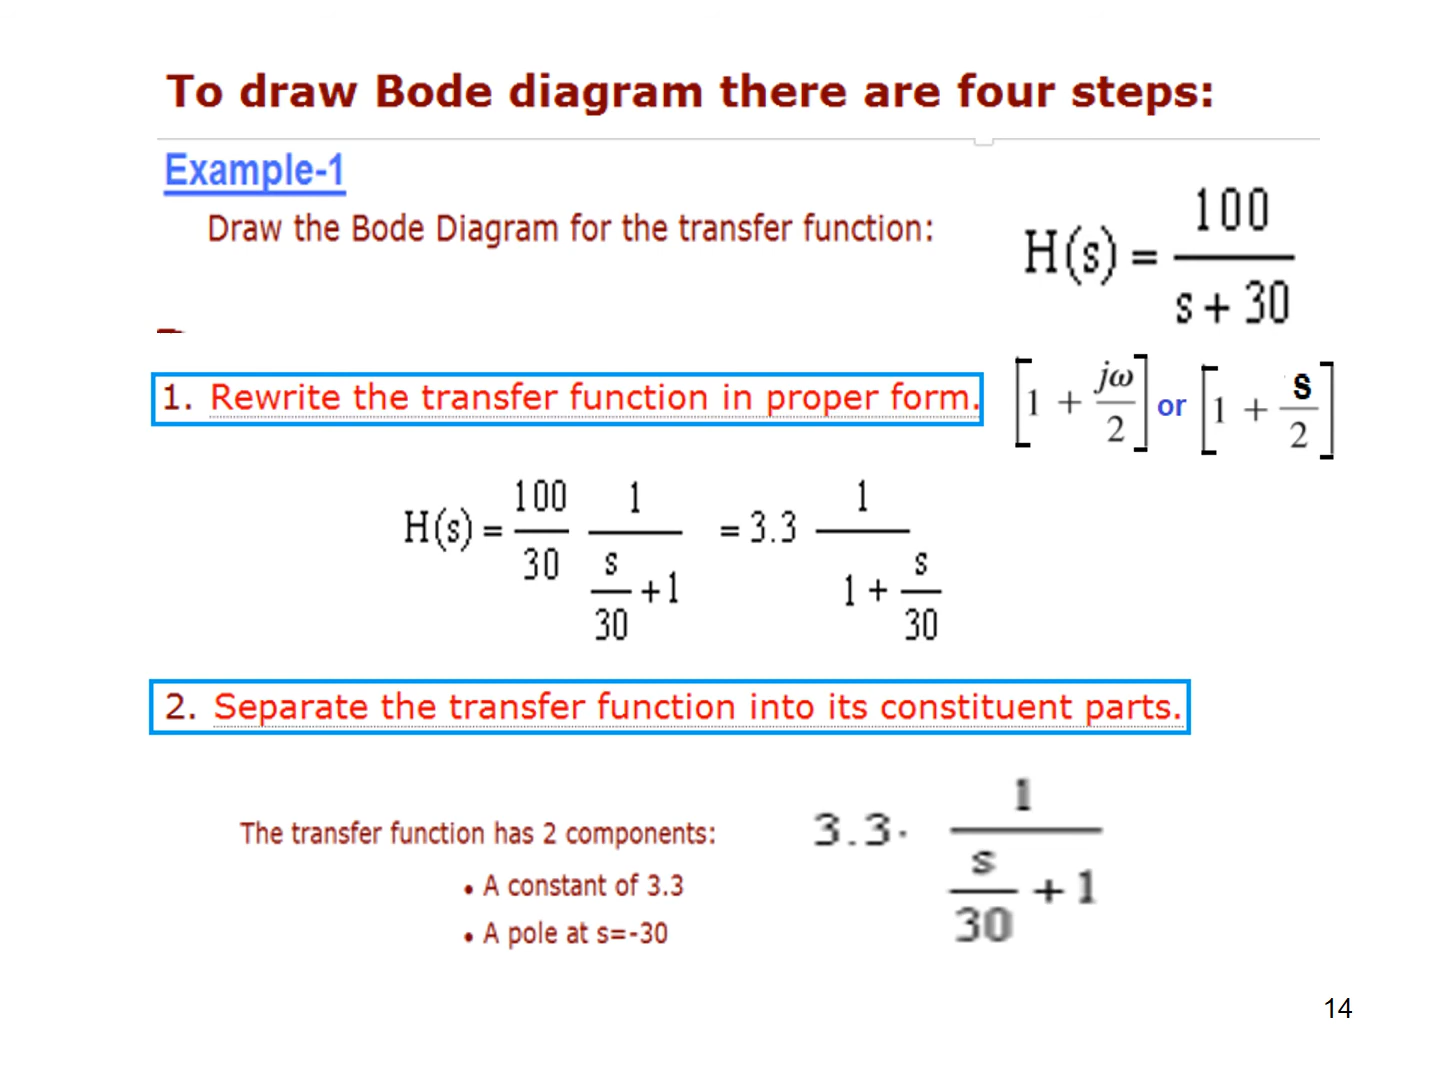 To draw Bode diagram there are four steps:
Example-1
Draw the Bode Diagram for the transfer function:
H(s) = 100 / (s + 30)
1. Rewrite the transfer function in proper form.
[1 + jω/2] or [1 + s/2]
H(s) = 100/30 1/(s/30 + 1) = 3.3 1/(1 + s/30)
2. Separate the transfer function into its constituent parts.
The transfer function has 2 components:
• A constant of 3.3
• A pole at s=-30
3.3· 1/(s/30 + 1)
14